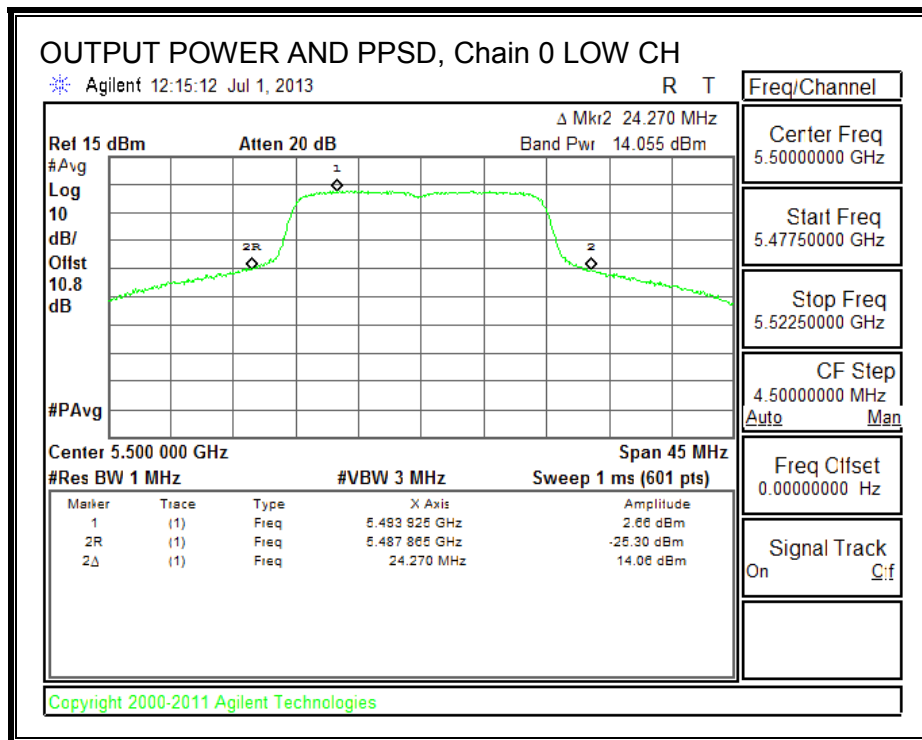 OUTPUT POWER AND PPSD, Chain 0 LOW CH
Agilent 12:15:12 Jul 1, 2013 R T
Freq/Channel
Δ Mkr2 24.270 MHz
Ref 15 dBm Atten 20 dB Band Pwr 14.055 dBm
#Avg
Log
10
dB/
Offst
10.8
dB
#PAvg
1
2R
2
Center 5.500 000 GHz Span 45 MHz
#Res BW 1 MHz #VBW 3 MHz Sweep 1 ms (601 pts)
Marker Trace Type X Axis Amplitude
1 (1) Freq 5.493 925 GHz 2.66 dBm
2R (1) Freq 5.487 865 GHz -25.30 dBm
2Δ (1) Freq 24.270 MHz 14.06 dBm
Center Freq
5.50000000 GHz
Start Freq
5.47750000 GHz
Stop Freq
5.52250000 GHz
CF Step
4.50000000 MHz
Auto Man
Freq Offset
0.00000000 Hz
Signal Track
On Off
Copyright 2000-2011 Agilent Technologies